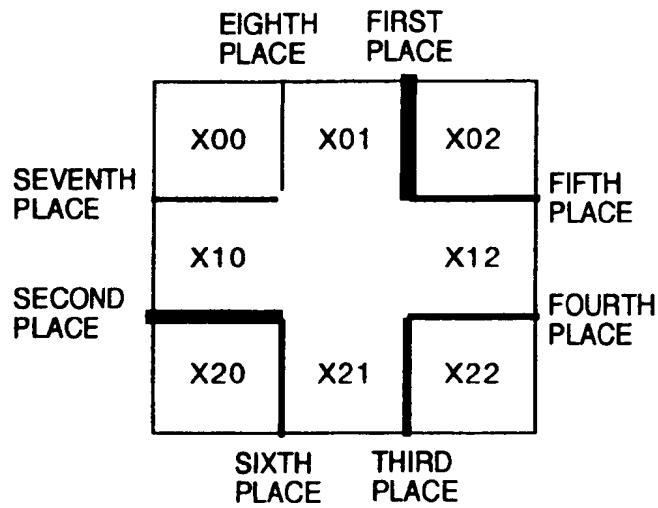 EIGHTH PLACE
FIRST PLACE
X00 X01 X02
SEVENTH PLACE
FIFTH PLACE
X10 X12
SECOND PLACE
FOURTH PLACE
X20 X21 X22
SIXTH PLACE
THIRD PLACE